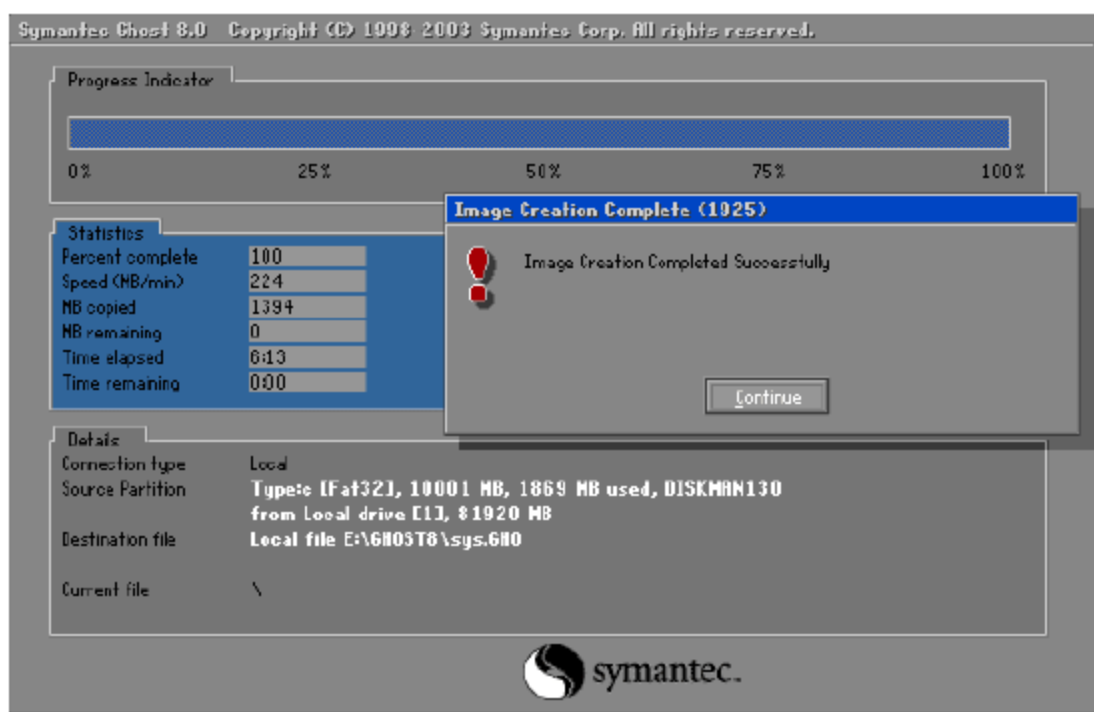 Symantec Ghost 8.0 Copyright (C) 1998-2003 Symantec Corp. All rights reserved.
Progress Indicator
0% 25% 50% 75% 100%
Image Creation Complete (1925)
Image Creation Completed Successfully
Continue
Statistics
Percent complete 100
Speed (MB/min) 224
MB copied 1394
MB remaining 0
Time elapsed 6:13
Time remaining 0:00
Details
Connection type Local
Source Partition Type:c [Fat32], 10001 MB, 1869 MB used, DISKMAN130
from Local drive [1], 81920 MB
Destination file Local file E:\GHOST8\sys.GHO
Current file \
symantec.